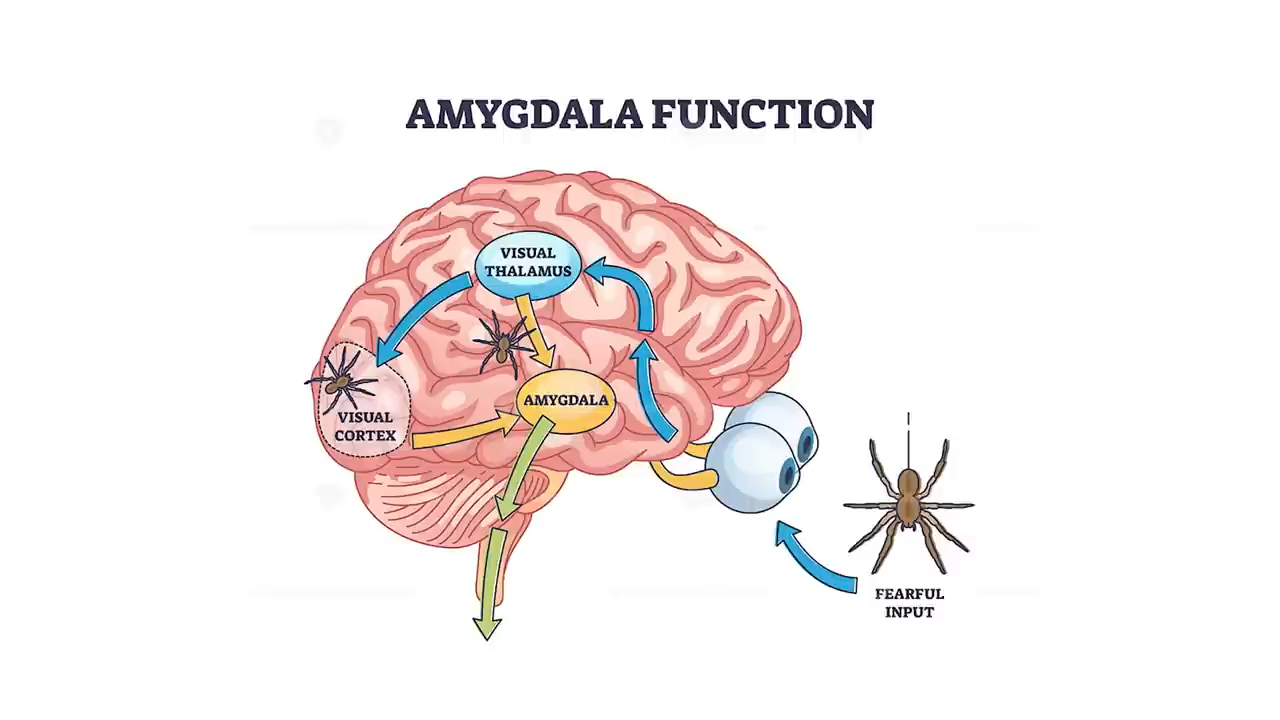 AMYGDALA FUNCTION
VISUAL
THALAMUS
AMYGDALA
VISUAL
CORTEX
FEARFUL
INPUT